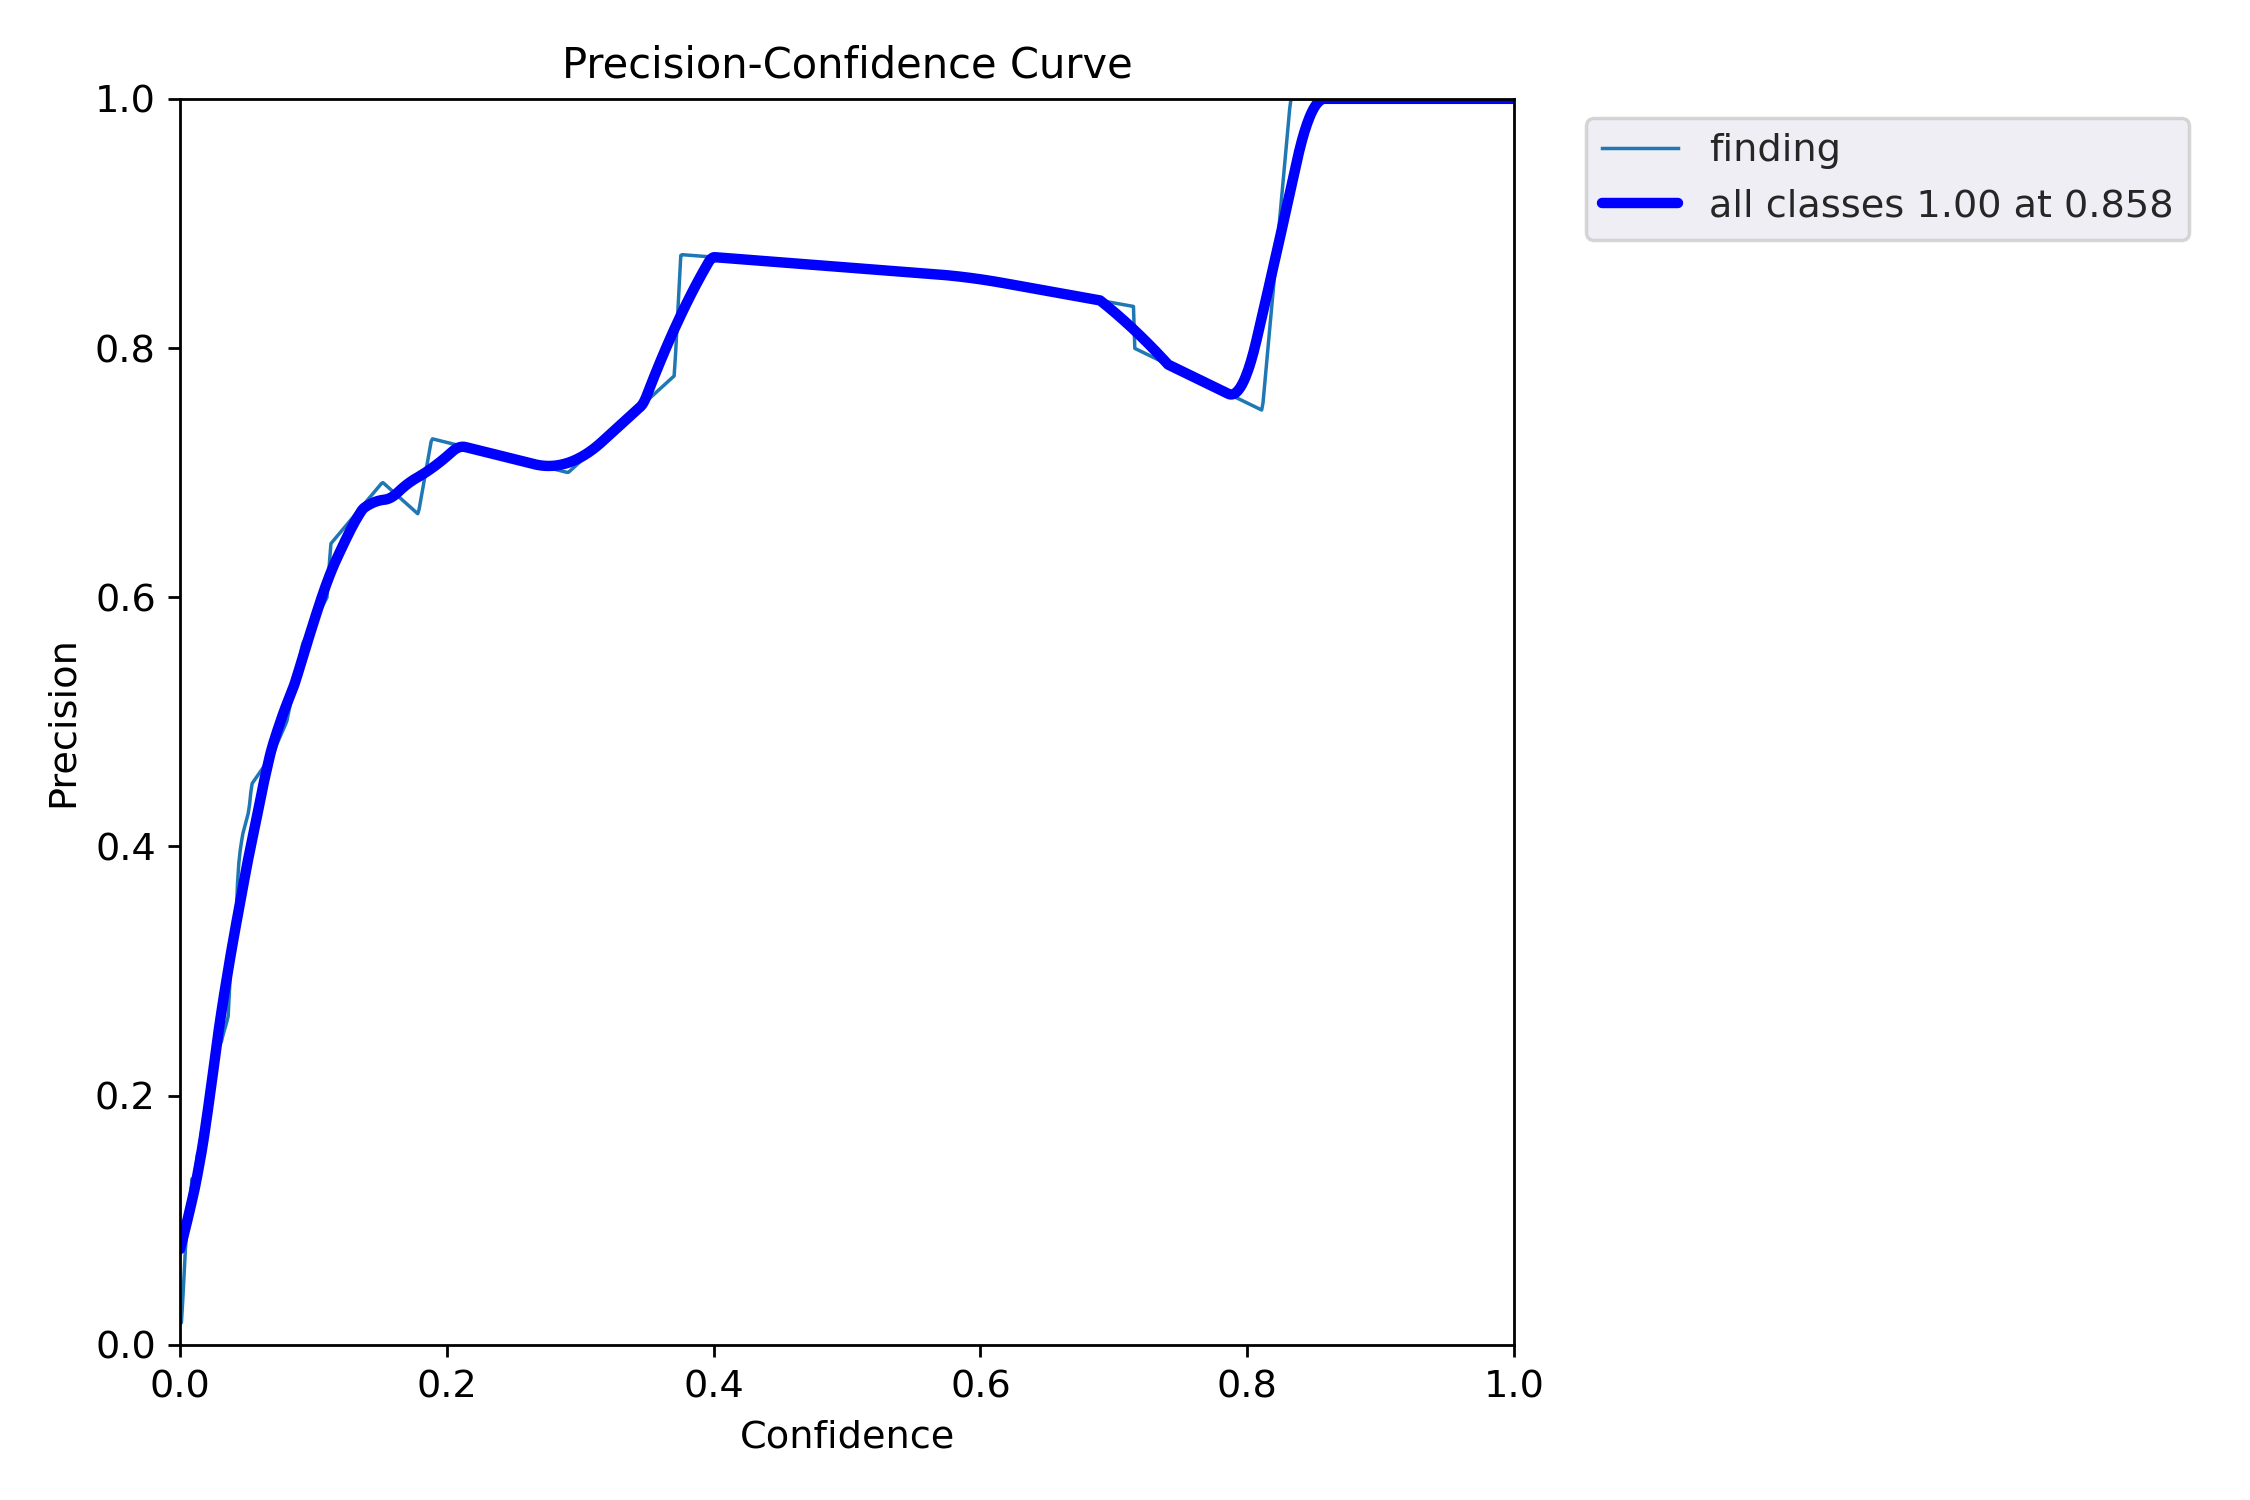 Precision-Confidence Curve
1.0
0.8
0.6
0.4
0.2
0.0
Precision
0.0 0.2 0.4 0.6 0.8 1.0
Confidence
finding
all classes 1.00 at 0.858